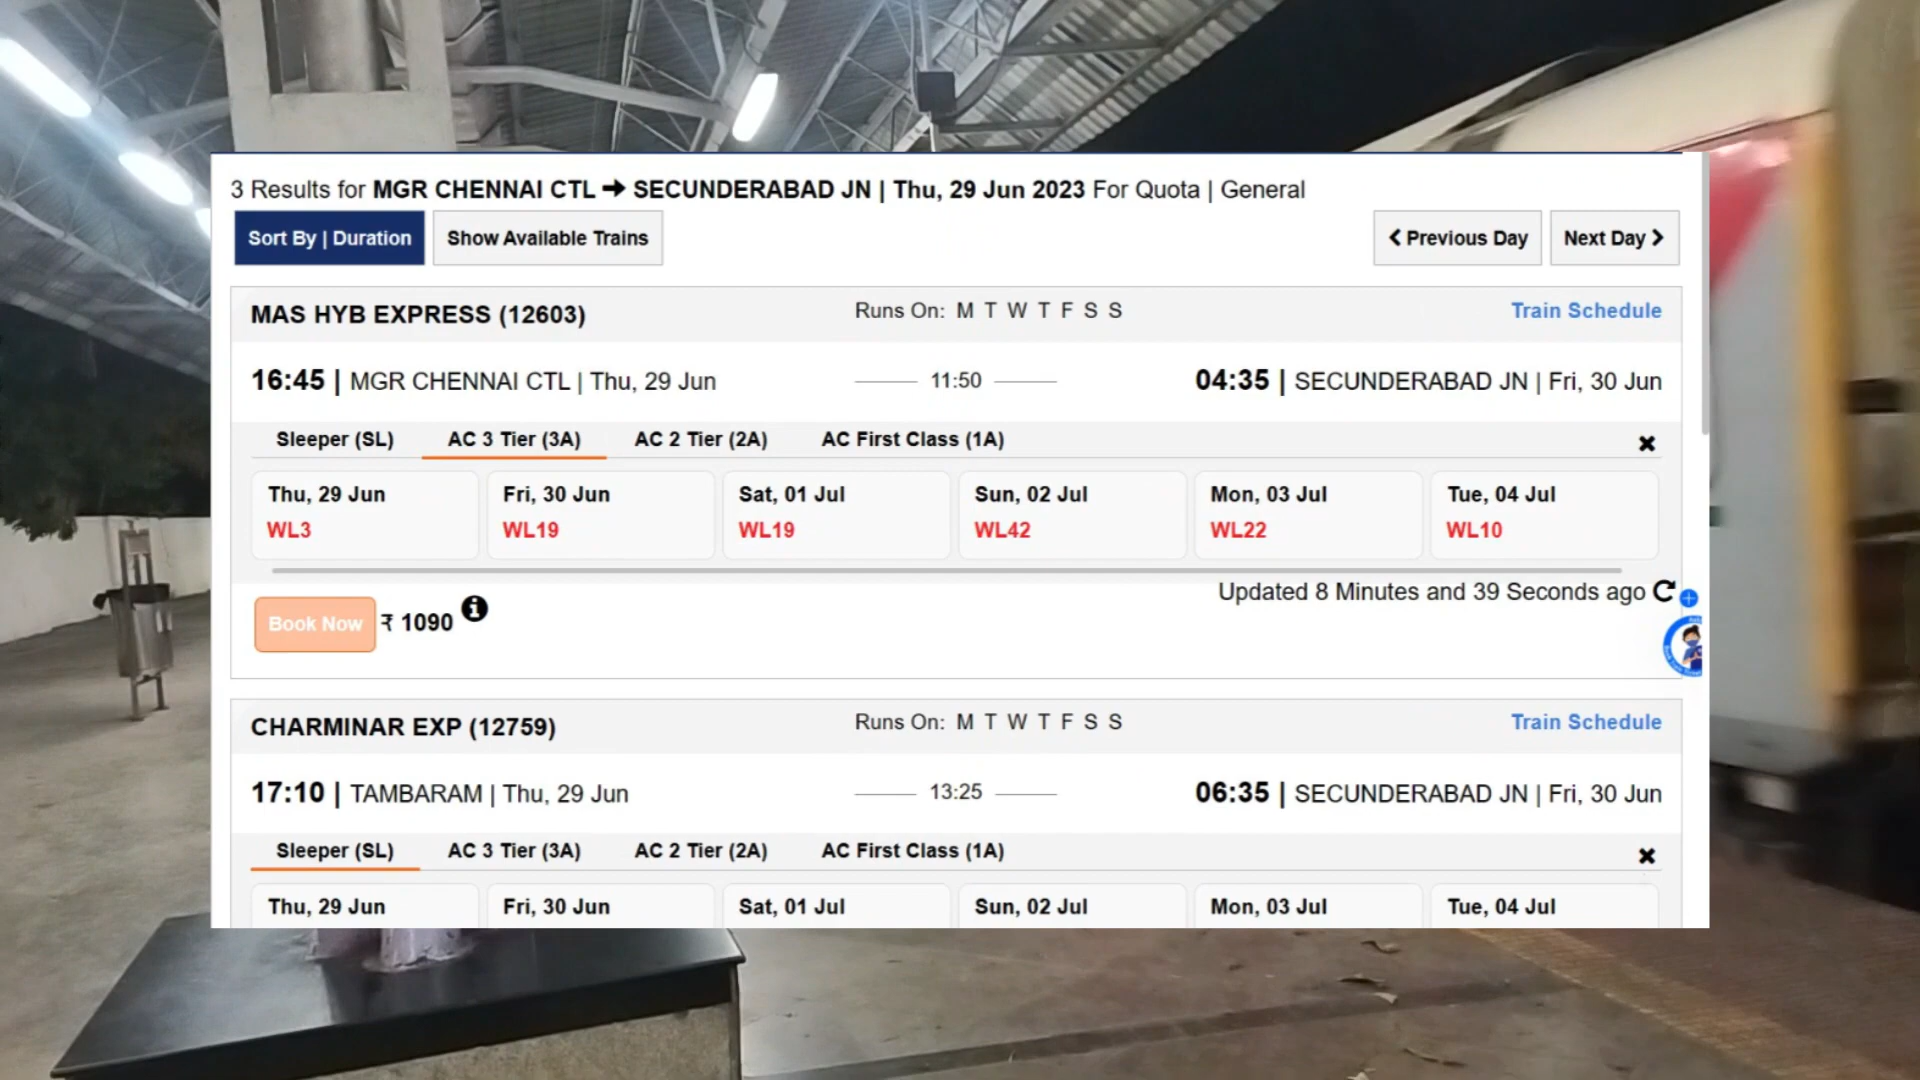 3 Results for MGR CHENNAI CTL ➔ SECUNDERABAD JN | Thu, 29 Jun 2023 For Quota | General
Sort By | Duration Show Available Trains Previous Day Next Day
MAS HYB EXPRESS (12603) Runs On: M T W T F S S Train Schedule
16:45 | MGR CHENNAI CTL | Thu, 29 Jun 11:50 04:35 | SECUNDERABAD JN | Fri, 30 Jun
Sleeper (SL) AC 3 Tier (3A) AC 2 Tier (2A) AC First Class (1A)
Thu, 29 Jun Fri, 30 Jun Sat, 01 Jul Sun, 02 Jul Mon, 03 Jul Tue, 04 Jul
WL3 WL19 WL19 WL42 WL22 WL10
Updated 8 Minutes and 39 Seconds ago
Book Now ₹ 1090
CHARMINAR EXP (12759) Runs On: M T W T F S S Train Schedule
17:10 | TAMBARAM | Thu, 29 Jun 13:25 06:35 | SECUNDERABAD JN | Fri, 30 Jun
Sleeper (SL) AC 3 Tier (3A) AC 2 Tier (2A) AC First Class (1A)
Thu, 29 Jun Fri, 30 Jun Sat, 01 Jul Sun, 02 Jul Mon, 03 Jul Tue, 04 Jul